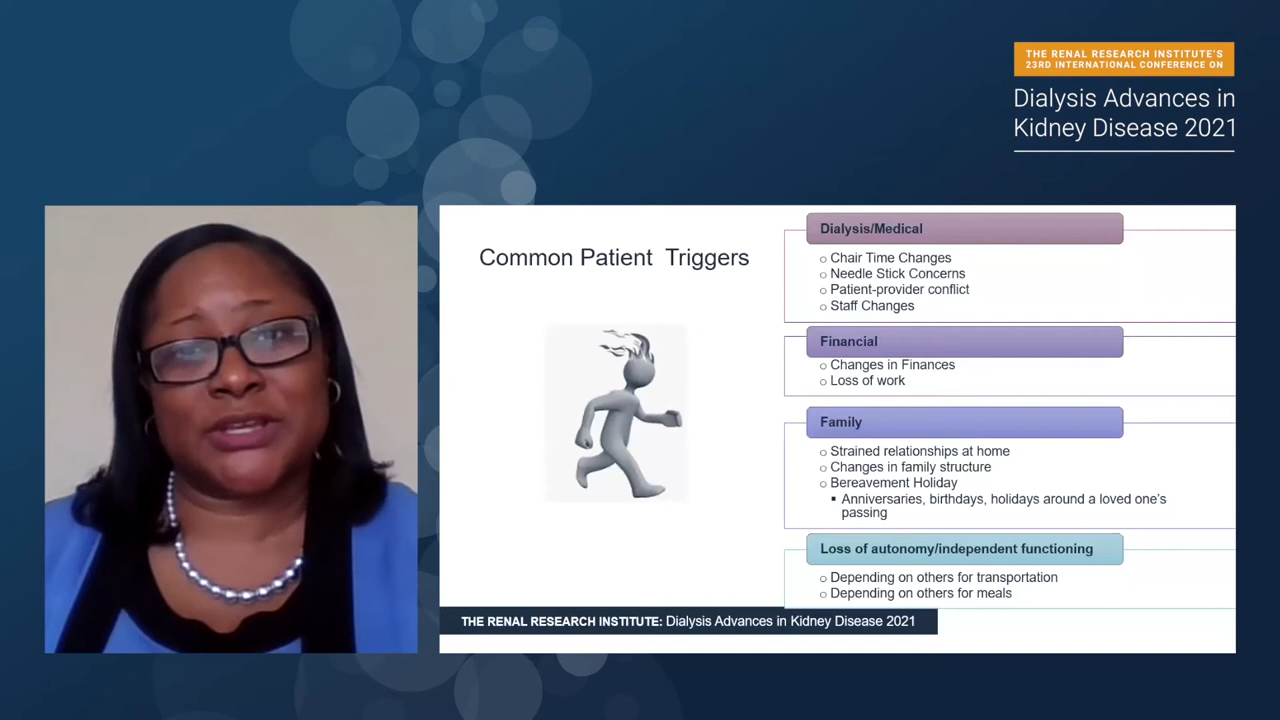 THE RENAL RESEARCH INSTITUTE'S
23RD INTERNATIONAL CONFERENCE ON
Dialysis Advances in
Kidney Disease 2021
Common Patient Triggers
Dialysis/Medical
Chair Time Changes
Needle Stick Concerns
Patient-provider conflict
Staff Changes
Financial
Changes in Finances
Loss of work
Family
Strained relationships at home
Changes in family structure
Bereavement Holiday
Anniversaries, birthdays, holidays around a loved one's
passing
Loss of autonomy/independent functioning
Depending on others for transportation
Depending on others for meals
THE RENAL RESEARCH INSTITUTE: Dialysis Advances in Kidney Disease 2021